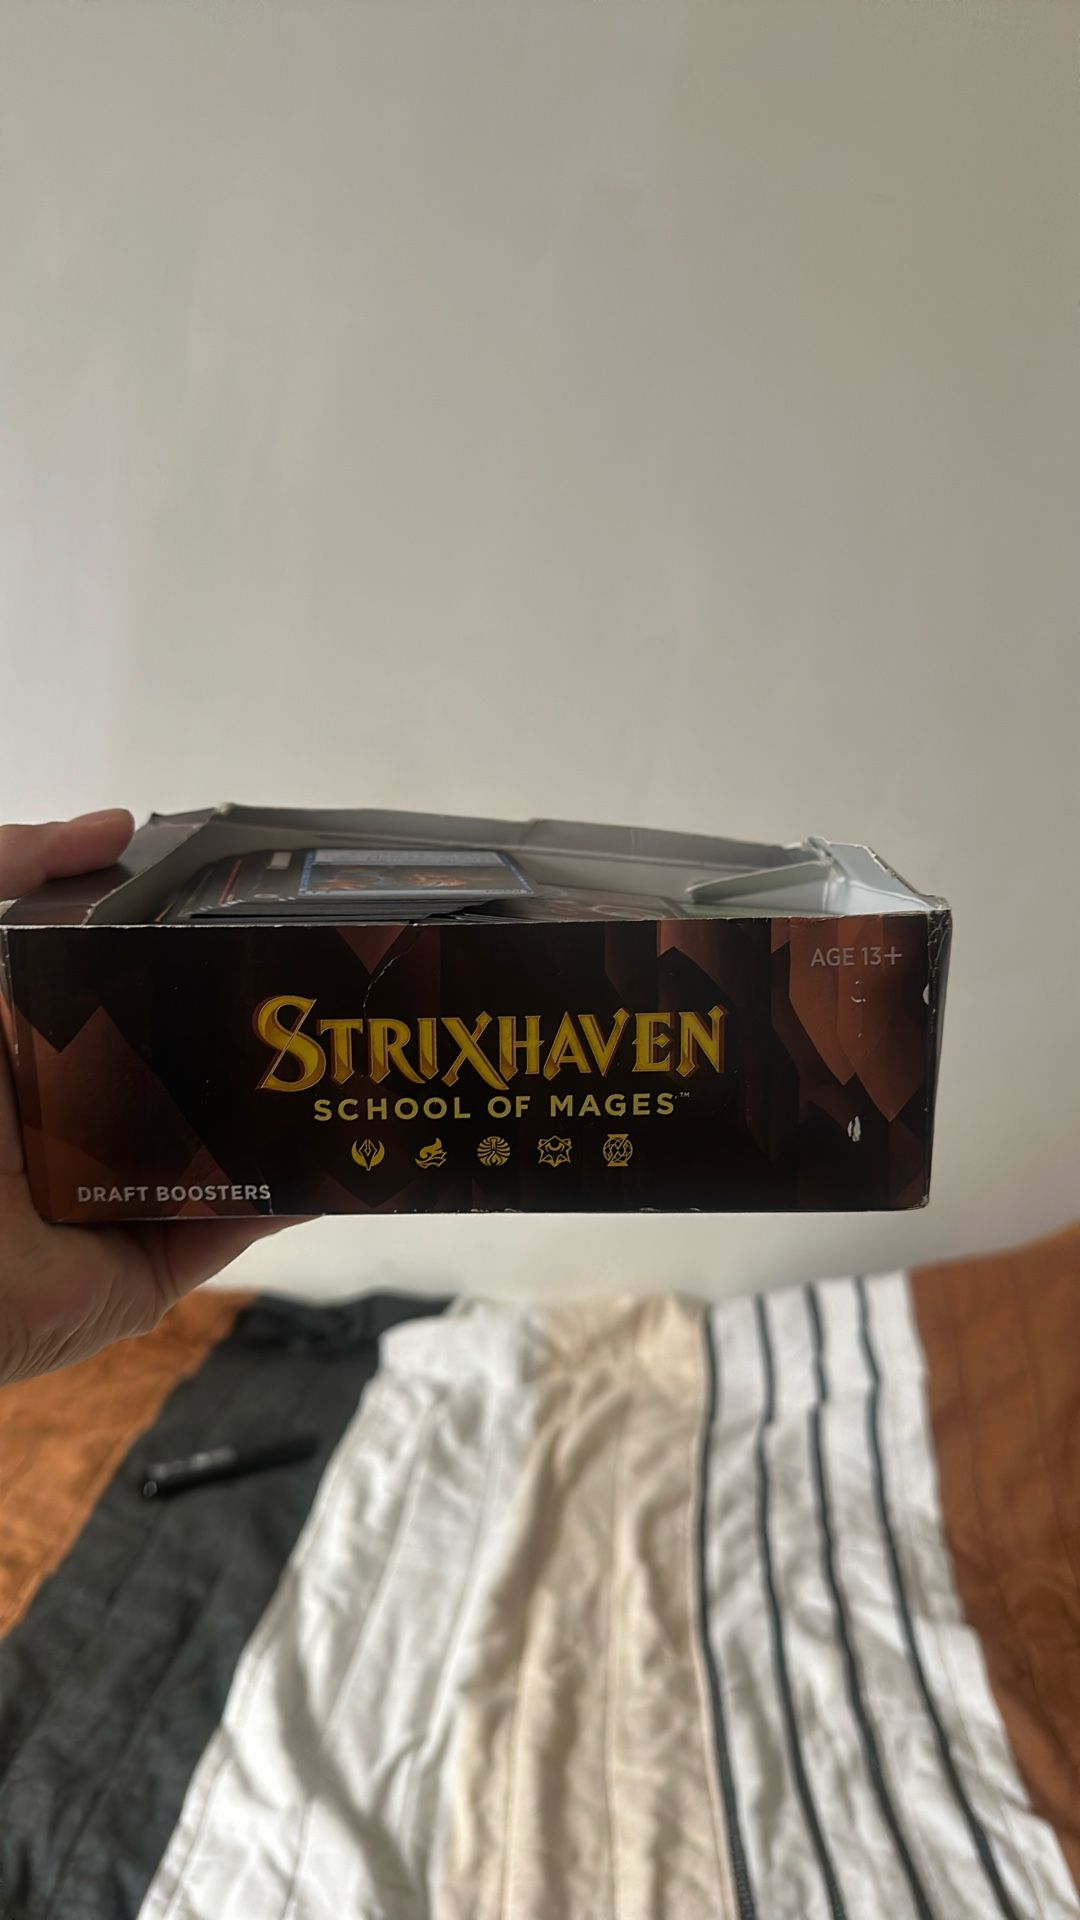 AGE 13+
STRIXHAVEN
SCHOOL OF MAGES™
DRAFT BOOSTERS